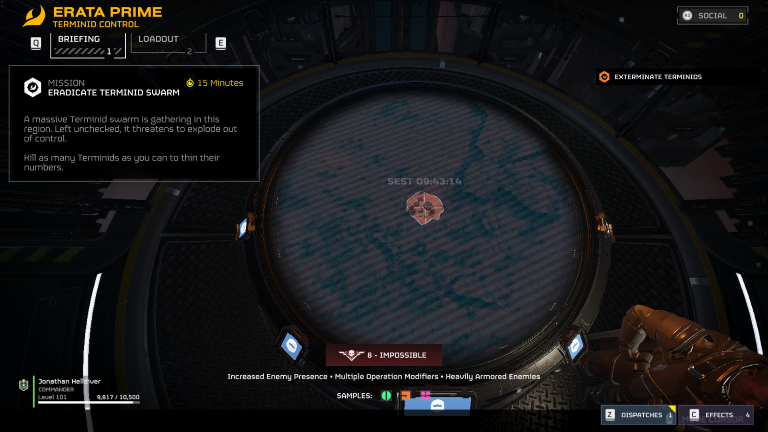 ERATA PRIME
TERMINID CONTROL
SOCIAL 0
Q
BRIEFING
1
LOADOUT
2
E
MISSION
15 Minutes
ERADICATE TERMINID SWARM
EXTERMINATE TERMINIDS
A massive Terminid swarm is gathering in this
region. Left unchecked, it threatens to explode out
of control.
Kill as many Terminids as you can to thin their
numbers.
SEST 09:43:14
8 - IMPOSSIBLE
Increased Enemy Presence • Multiple Operation Modifiers • Heavily Armored Enemies
Jonathan Helldiver
COMMANDER
Level 101
9,817 / 10,500
SAMPLES:
Z DISPATCHES 1
C EFFECTS 4